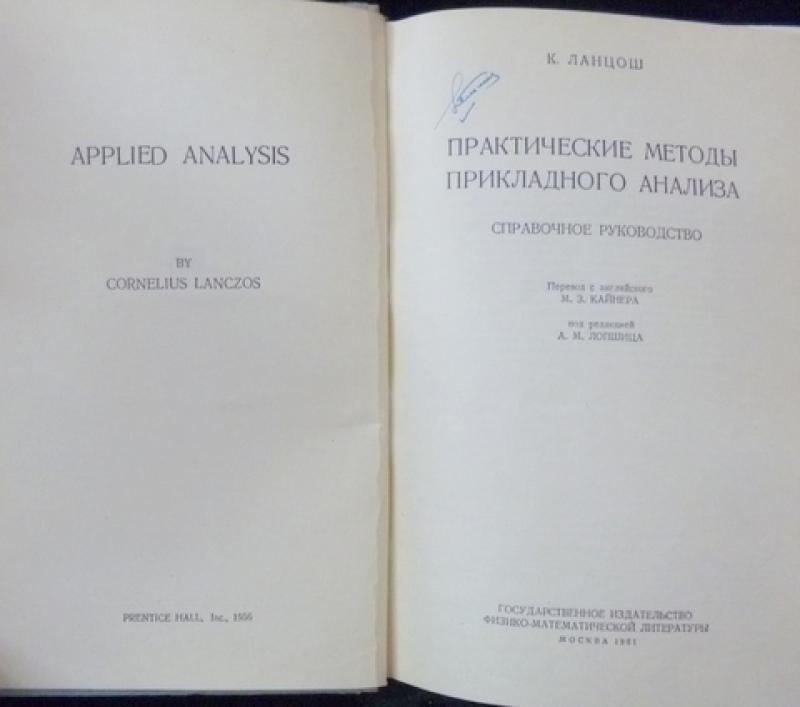 APPLIED ANALYSIS
BY
CORNELIUS LANCZOS
PRENTICE HALL, Inc., 1956
К. ЛАНЦОШ
ПРАКТИЧЕСКИЕ МЕТОДЫ
ПРИКЛАДНОГО АНАЛИЗА
СПРАВОЧНОЕ РУКОВОДСТВО
Перевод с английского
М. З. КАЙНЕРА
под редакцией
А. М. ЛОПШИЦА
ГОСУДАРСТВЕННОЕ ИЗДАТЕЛЬСТВО
ФИЗИКО-МАТЕМАТИЧЕСКОЙ ЛИТЕРАТУРЫ
МОСКВА 1961